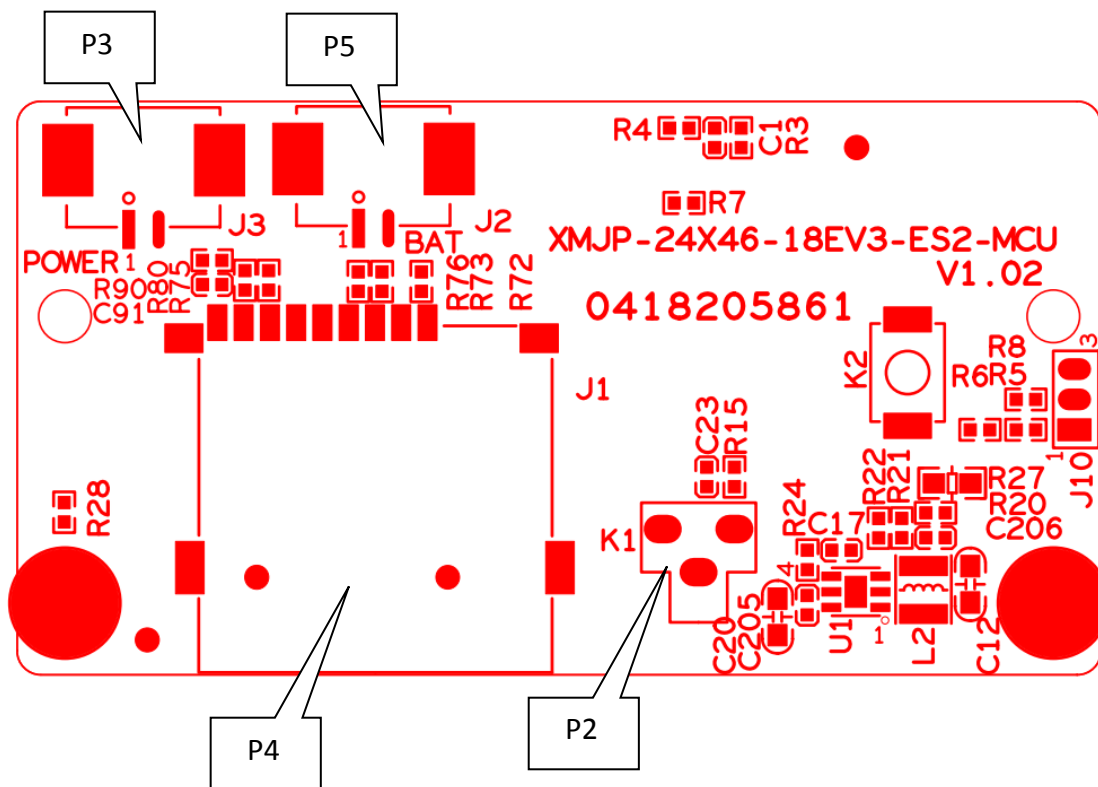 P3
P5
R4
C1
R3
R7
J3
J2
1
1
BAT
POWER
XMJP-24X46-18EV3-ES2-MCU
V1.02
R90
C91
R80
R75
R76
R73
R72
0418205861
K2
3
R8
R6
R5
J1
J10
1
C23
R15
R28
R22
R21
R27
R20
C206
R24
C17
K1
4
C20
C205
U1
1
L2
C12
P4
P2